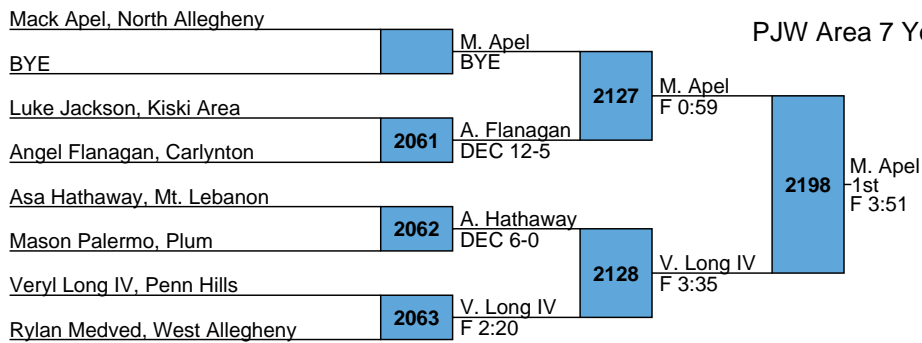 Mack Apel, North Allegheny
BYE
Luke Jackson, Kiski Area
Angel Flanagan, Carlynton
Asa Hathaway, Mt. Lebanon
Mason Palermo, Plum
Veryl Long IV, Penn Hills
Rylan Medved, West Allegheny
2061
2062
2063
M. Apel
BYE
A. Flanagan
DEC 12-5
A. Hathaway
DEC 6-0
V. Long IV
F 2:20
2127
2128
M. Apel
F 0:59
V. Long IV
F 3:35
2198
M. Apel
1st
F 3:51
PJW Area 7 Yo